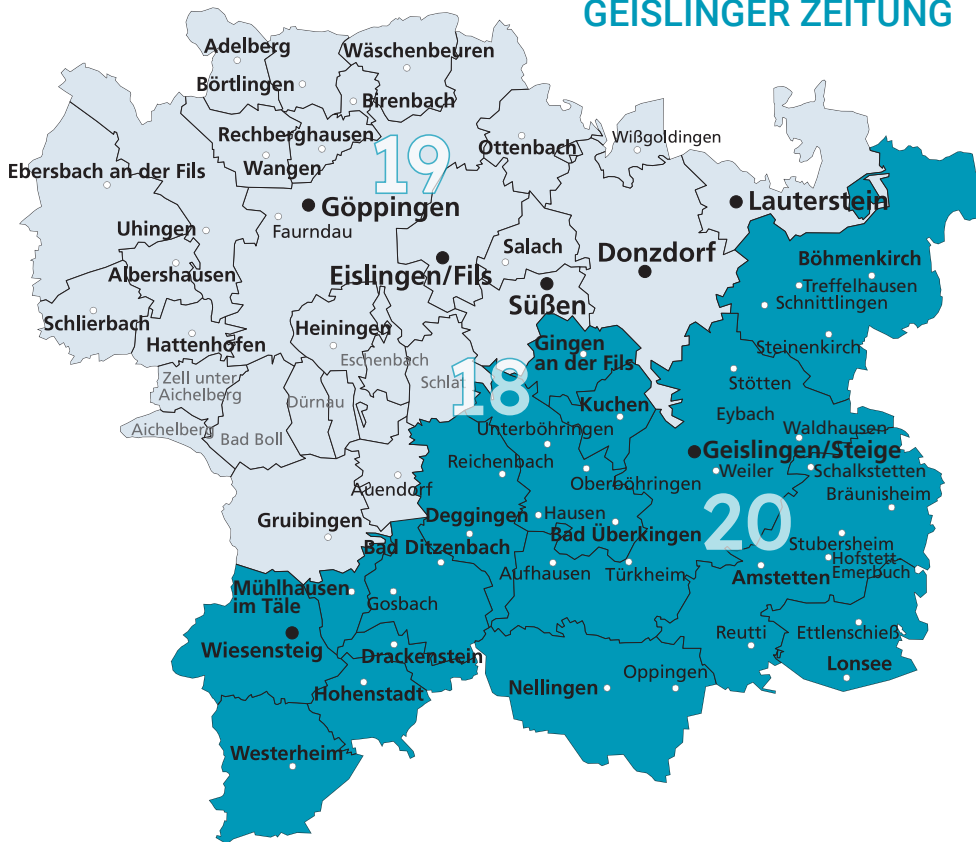 GEISLINGER ZEITUNG
Adelberg
Wäschenbeuren
Börtlingen
Birenbach
Rechberghausen
Wangen
19
Ottenbach
Wißgoldingen
Ebersbach an der Fils
Göppingen
Lauterstein
Uhingen
Faurndau
Salach
Donzdorf
Albershausen
Eislingen/Fils
Böhmenkirch
Treffelhausen
Süßen
Schnittlingen
Schlierbach
Hattenhofen
Heiningen
Gingen
an der Fils
Steinenkirch
Eschenbach
Zell unter
Aichelberg
Schlat
18
Stötten
Dürnau
Kuchen
Eybach
Aichelberg
Bad Boll
Unterböhringen
Waldhausen
Geislingen/Steige
Reichenbach
Weiler
Schalkstetten
Auendorf
Oberböhringen
Bräunisheim
Gruibingen
Deggingen
Hausen
20
Bad Überkingen
Stubersheim
Bad Ditzenbach
Hofstett
Emerbuch
Aufhausen
Türkheim
Amstetten
Mühlhausen
im Täle
Gosbach
Reutti
Ettlenschieß
Wiesensteig
Drackenstein
Lonsee
Oppingen
Hohenstadt
Nellingen
Westerheim